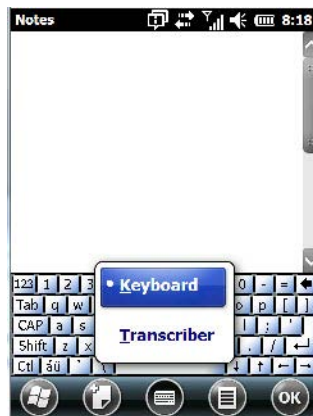 Notes 8:18
123 1 2 3 0 - =
Tab q w o p [ ]
CAP a s l ; '
Shift z x . /
Ctl áü ` \
Keyboard
Transcriber
OK